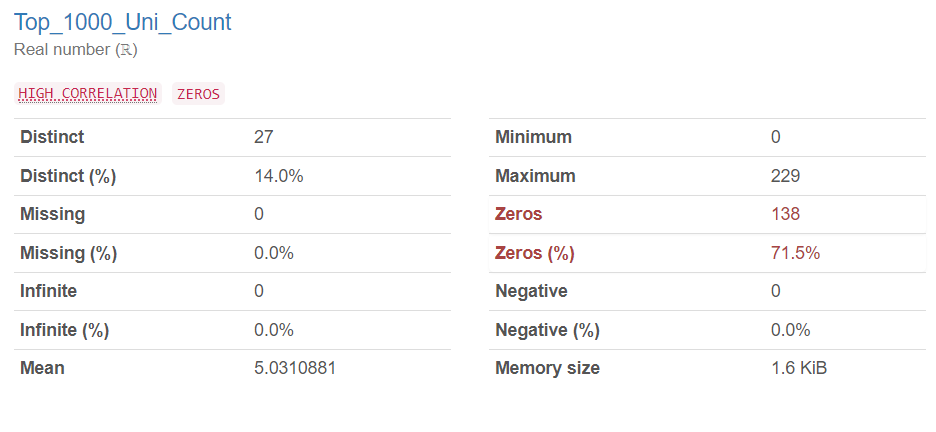 Top_1000_Uni_Count
Real number (ℝ)
HIGH CORRELATION ZEROS
Distinct 27
Distinct (%) 14.0%
Missing 0
Missing (%) 0.0%
Infinite 0
Infinite (%) 0.0%
Mean 5.0310881
Minimum 0
Maximum 229
Zeros 138
Zeros (%) 71.5%
Negative 0
Negative (%) 0.0%
Memory size 1.6 KiB